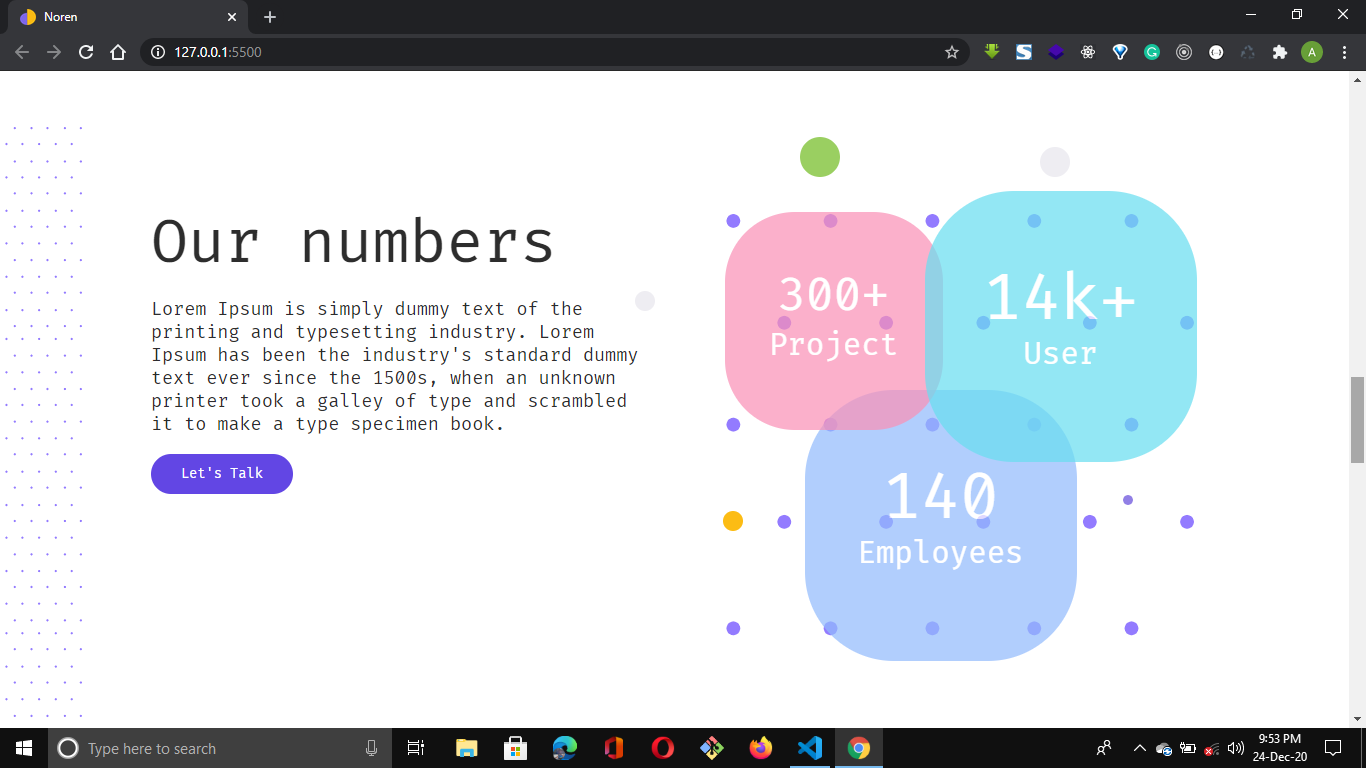 Noren
127.0.0.1:5500
A
Our numbers
Lorem Ipsum is simply dummy text of the
printing and typesetting industry. Lorem
Ipsum has been the industry's standard dummy
text ever since the 1500s, when an unknown
printer took a galley of type and scrambled
it to make a type specimen book.
Let's Talk
300+
Project
14k+
User
140
Employees
Type here to search
9:53 PM
24-Dec-20